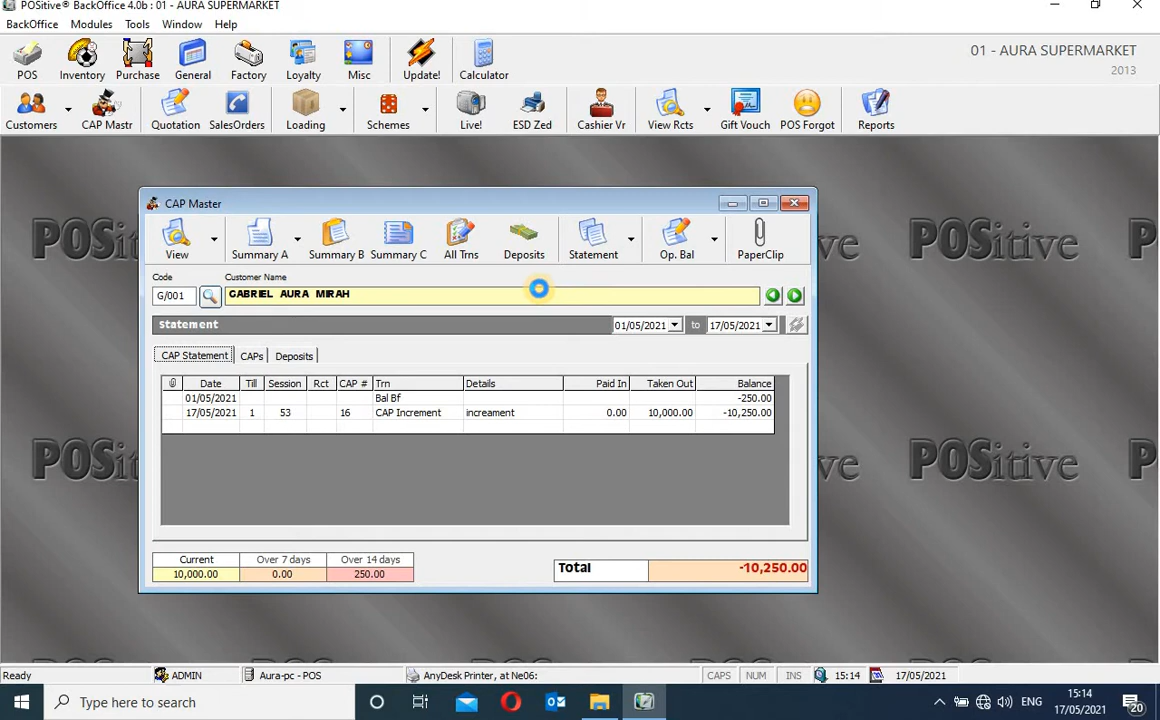 POSitive® BackOffice 4.0b : 01 - AURA SUPERMARKET
BackOffice Modules Tools Window Help
POS Inventory Purchase General Factory Loyalty Misc Update! Calculator
01 - AURA SUPERMARKET
2013
Customers CAP Mastr Quotation SalesOrders Loading Schemes Live! ESD Zed Cashier Vr View Rcts Gift Vouch POS Forgot Reports
CAP Master
View Summary A Summary B Summary C All Trns Deposits Statement Op. Bal PaperClip
Code Customer Name
G/001 GABRIEL AURA MIRAH
Statement 01/05/2021 to 17/05/2021
CAP Statement CAPs Deposits
Date Till Session Rct CAP # Trn Details Paid In Taken Out Balance
01/05/2021 Bal Bf -250.00
17/05/2021 1 53 16 CAP Increment increament 0.00 10,000.00 -10,250.00
Current Over 7 days Over 14 days
10,000.00 0.00 250.00
Total -10,250.00
POSitive POSitive
POSitive POSitive
Ready ADMIN Aura-pc - POS AnyDesk Printer, at Ne06: CAPS NUM INS 15:14 17/05/2021
Type here to search
ENG 15:14
17/05/2021 20